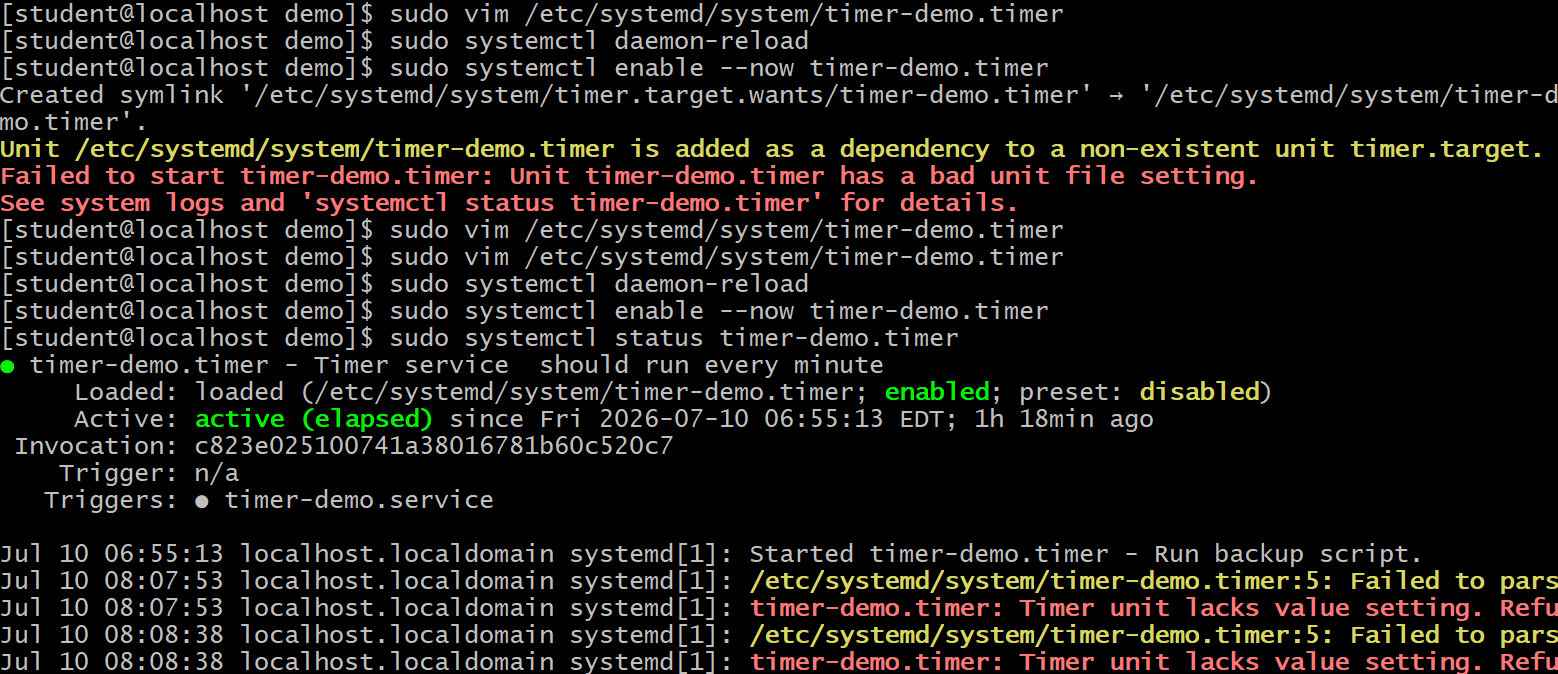 [student@localhost demo]$ sudo vim /etc/systemd/system/timer-demo.timer
[student@localhost demo]$ sudo systemctl daemon-reload
[student@localhost demo]$ sudo systemctl enable --now timer-demo.timer
Created symlink '/etc/systemd/system/timer.target.wants/timer-demo.timer' → '/etc/systemd/system/timer-d
mo.timer'.
Unit /etc/systemd/system/timer-demo.timer is added as a dependency to a non-existent unit timer.target.
Failed to start timer-demo.timer: Unit timer-demo.timer has a bad unit file setting.
See system logs and 'systemctl status timer-demo.timer' for details.
[student@localhost demo]$ sudo vim /etc/systemd/system/timer-demo.timer
[student@localhost demo]$ sudo vim /etc/systemd/system/timer-demo.timer
[student@localhost demo]$ sudo systemctl daemon-reload
[student@localhost demo]$ sudo systemctl enable --now timer-demo.timer
[student@localhost demo]$ sudo systemctl status timer-demo.timer
● timer-demo.timer - Timer service  should run every minute
     Loaded: loaded (/etc/systemd/system/timer-demo.timer; enabled; preset: disabled)
     Active: active (elapsed) since Fri 2026-07-10 06:55:13 EDT; 1h 18min ago
 Invocation: c823e025100741a38016781b60c520c7
    Trigger: n/a
   Triggers: ● timer-demo.service

Jul 10 06:55:13 localhost.localdomain systemd[1]: Started timer-demo.timer - Run backup script.
Jul 10 08:07:53 localhost.localdomain systemd[1]: /etc/systemd/system/timer-demo.timer:5: Failed to pars
Jul 10 08:07:53 localhost.localdomain systemd[1]: timer-demo.timer: Timer unit lacks value setting. Refu
Jul 10 08:08:38 localhost.localdomain systemd[1]: /etc/systemd/system/timer-demo.timer:5: Failed to pars
Jul 10 08:08:38 localhost.localdomain systemd[1]: timer-demo.timer: Timer unit lacks value setting. Refu